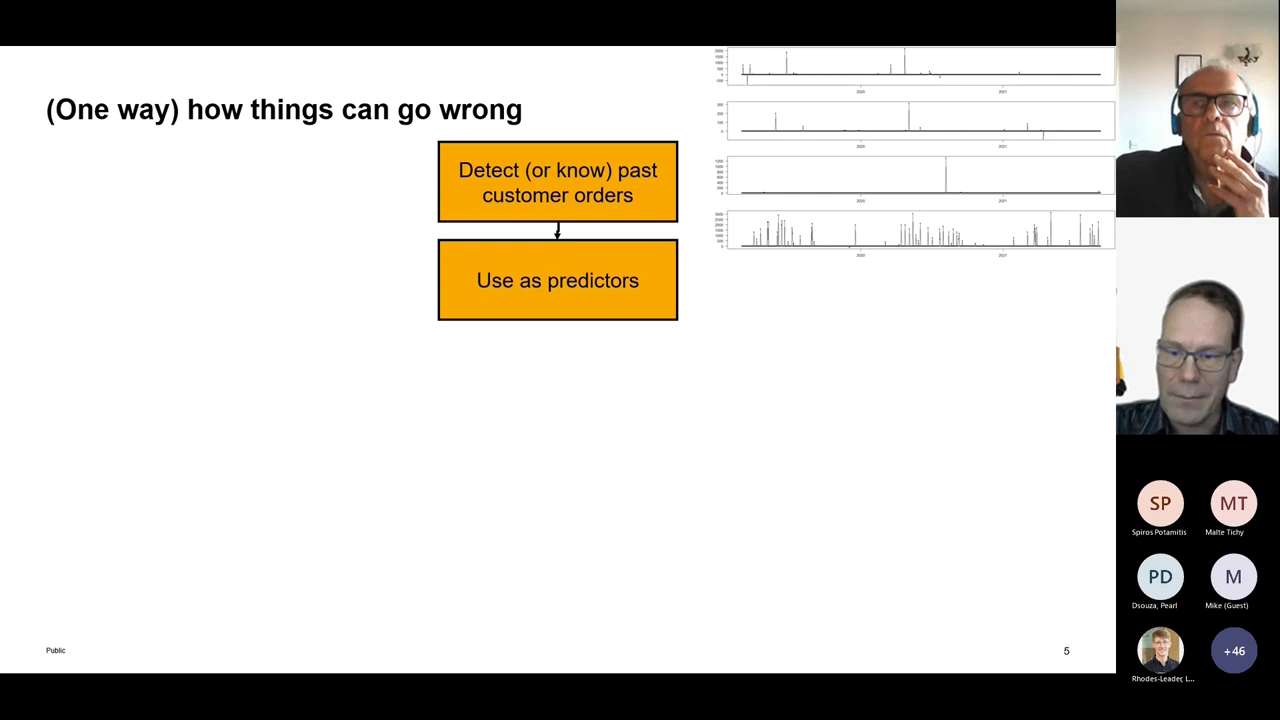 (One way) how things can go wrong
Detect (or know) past
customer orders
Use as predictors
2020
2021
2020
2021
2020
2021
2020
2021
Public
5
SP
MT
Spiros Potamitis
Malte Tichy
PD
M
Dsouza, Pearl
Mike (Guest)
+46
Rhodes-Leader, L...